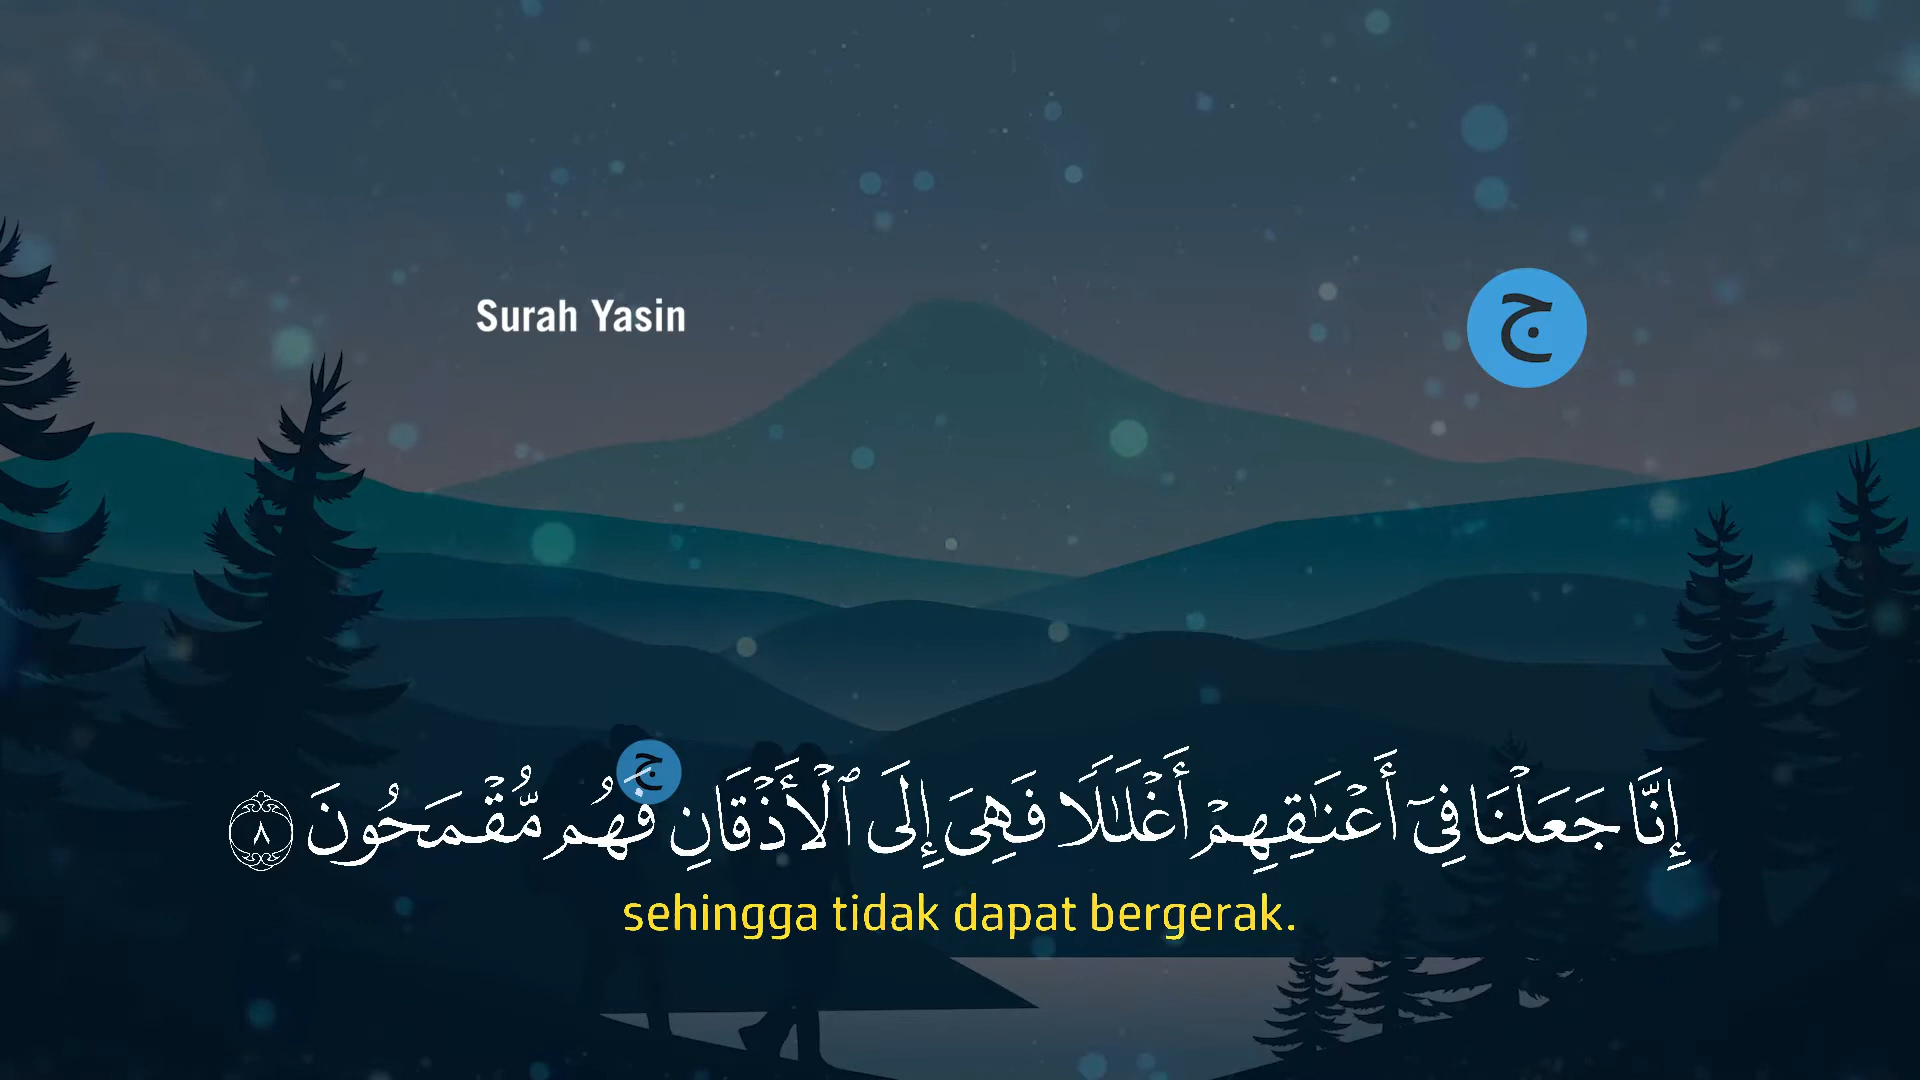 Surah Yasin
ج
ج
إِنَّا جَعَلْنَا فِىٓ أَعْنَـٰقِهِمْ أَغْلَـٰلًا فَهِىَ إِلَى ٱلْأَذْقَانِ فَهُم مُّقْمَحُونَ ٨
sehingga tidak dapat bergerak.